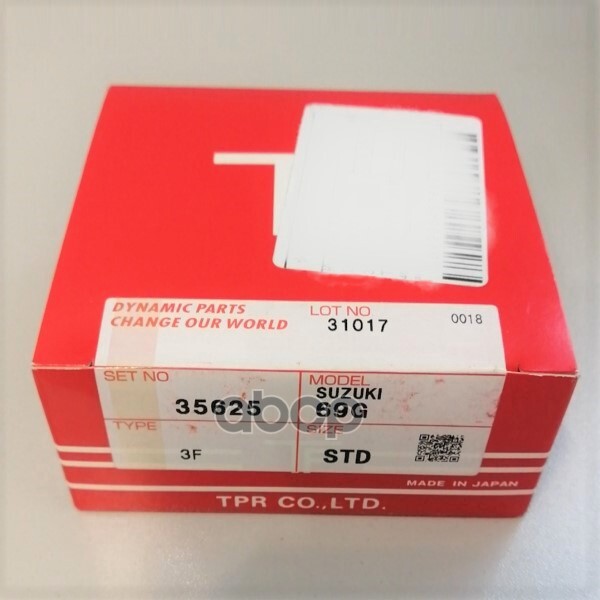 DYNAMIC PARTS
CHANGE OUR WORLD
LOT NO
31017
0018
SET NO
35625
MODEL
SUZUKI
69G
TYPE
3F
SIZE
STD
abcp
MADE IN JAPAN
TPR CO.,LTD.